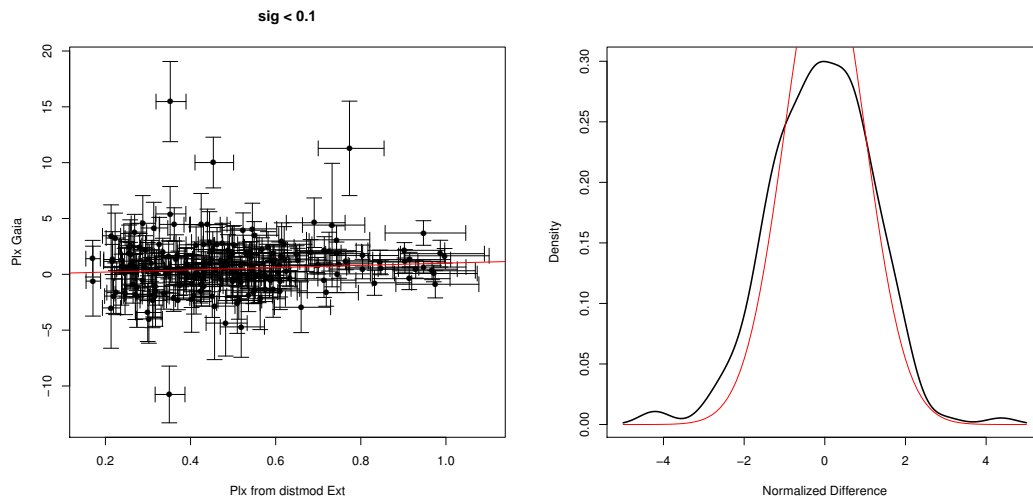 sig < 0.1
20
15
10
5
0
−5
−10
Plx Gaia
0.2 0.4 0.6 0.8 1.0
Plx from distmod Ext
0.30
0.25
0.20
0.15
0.10
0.05
0.00
Density
−4 −2 0 2 4
Normalized Difference